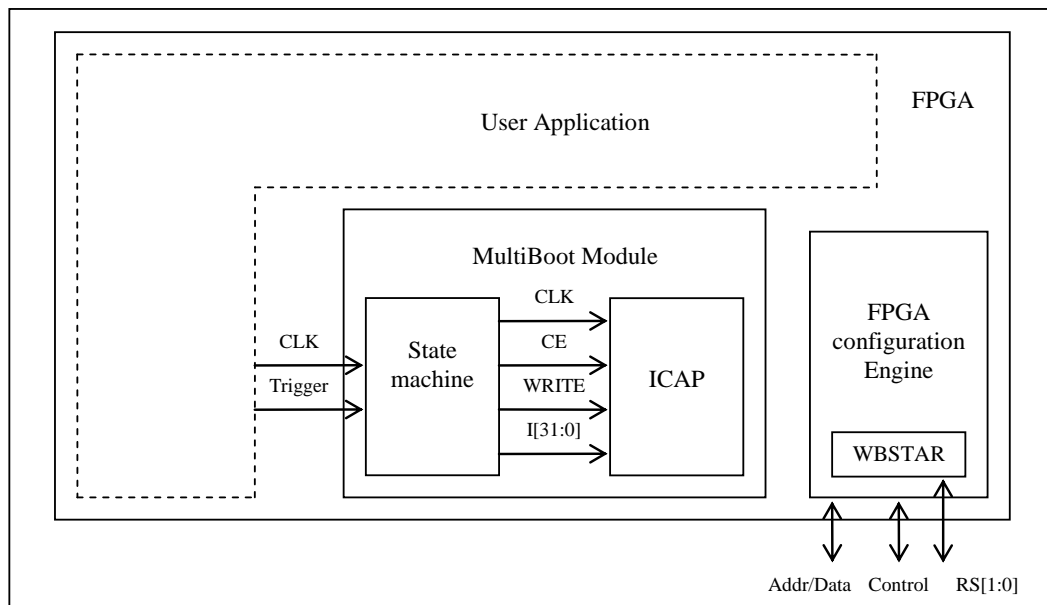 FPGA
User Application
MultiBoot Module
CLK
Trigger
State
machine
CLK
CE
WRITE
I[31:0]
ICAP
FPGA
configuration
Engine
WBSTAR
Addr/Data
Control
RS[1:0]